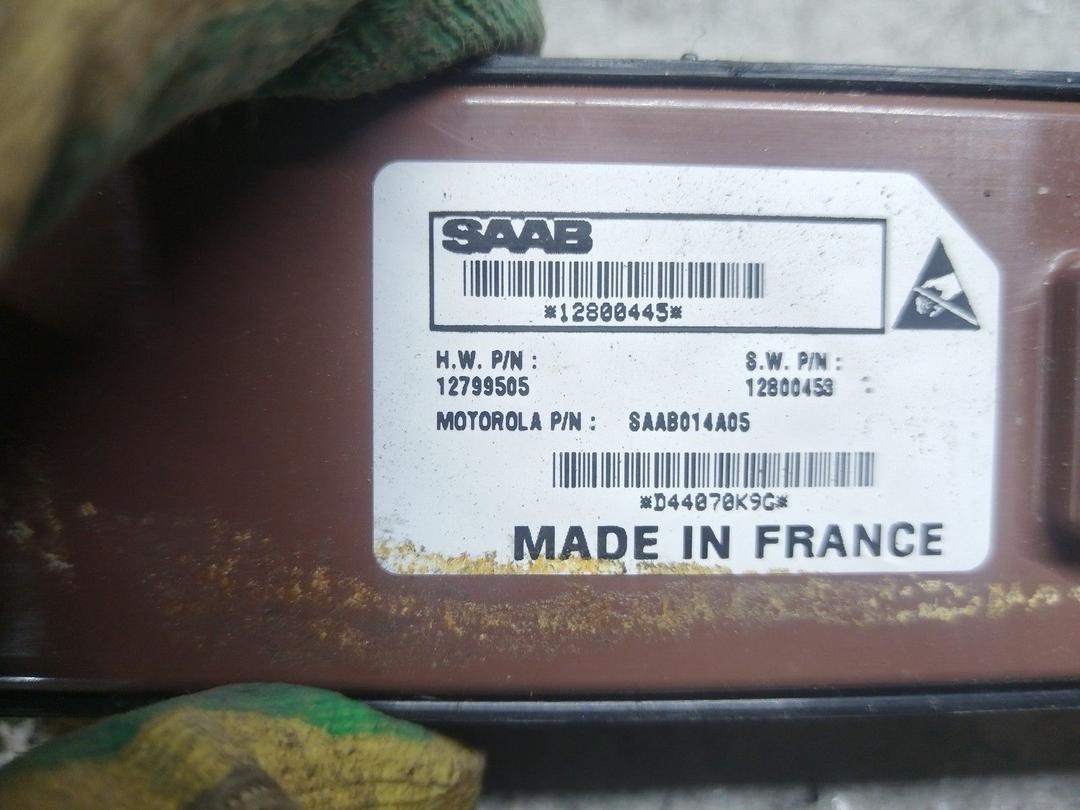 SAAB
*12800445*
H.W. P/N :
12799505
S.W. P/N :
12800453
MOTOROLA P/N : SAAB014A05
*D44070K9G*
MADE IN FRANCE